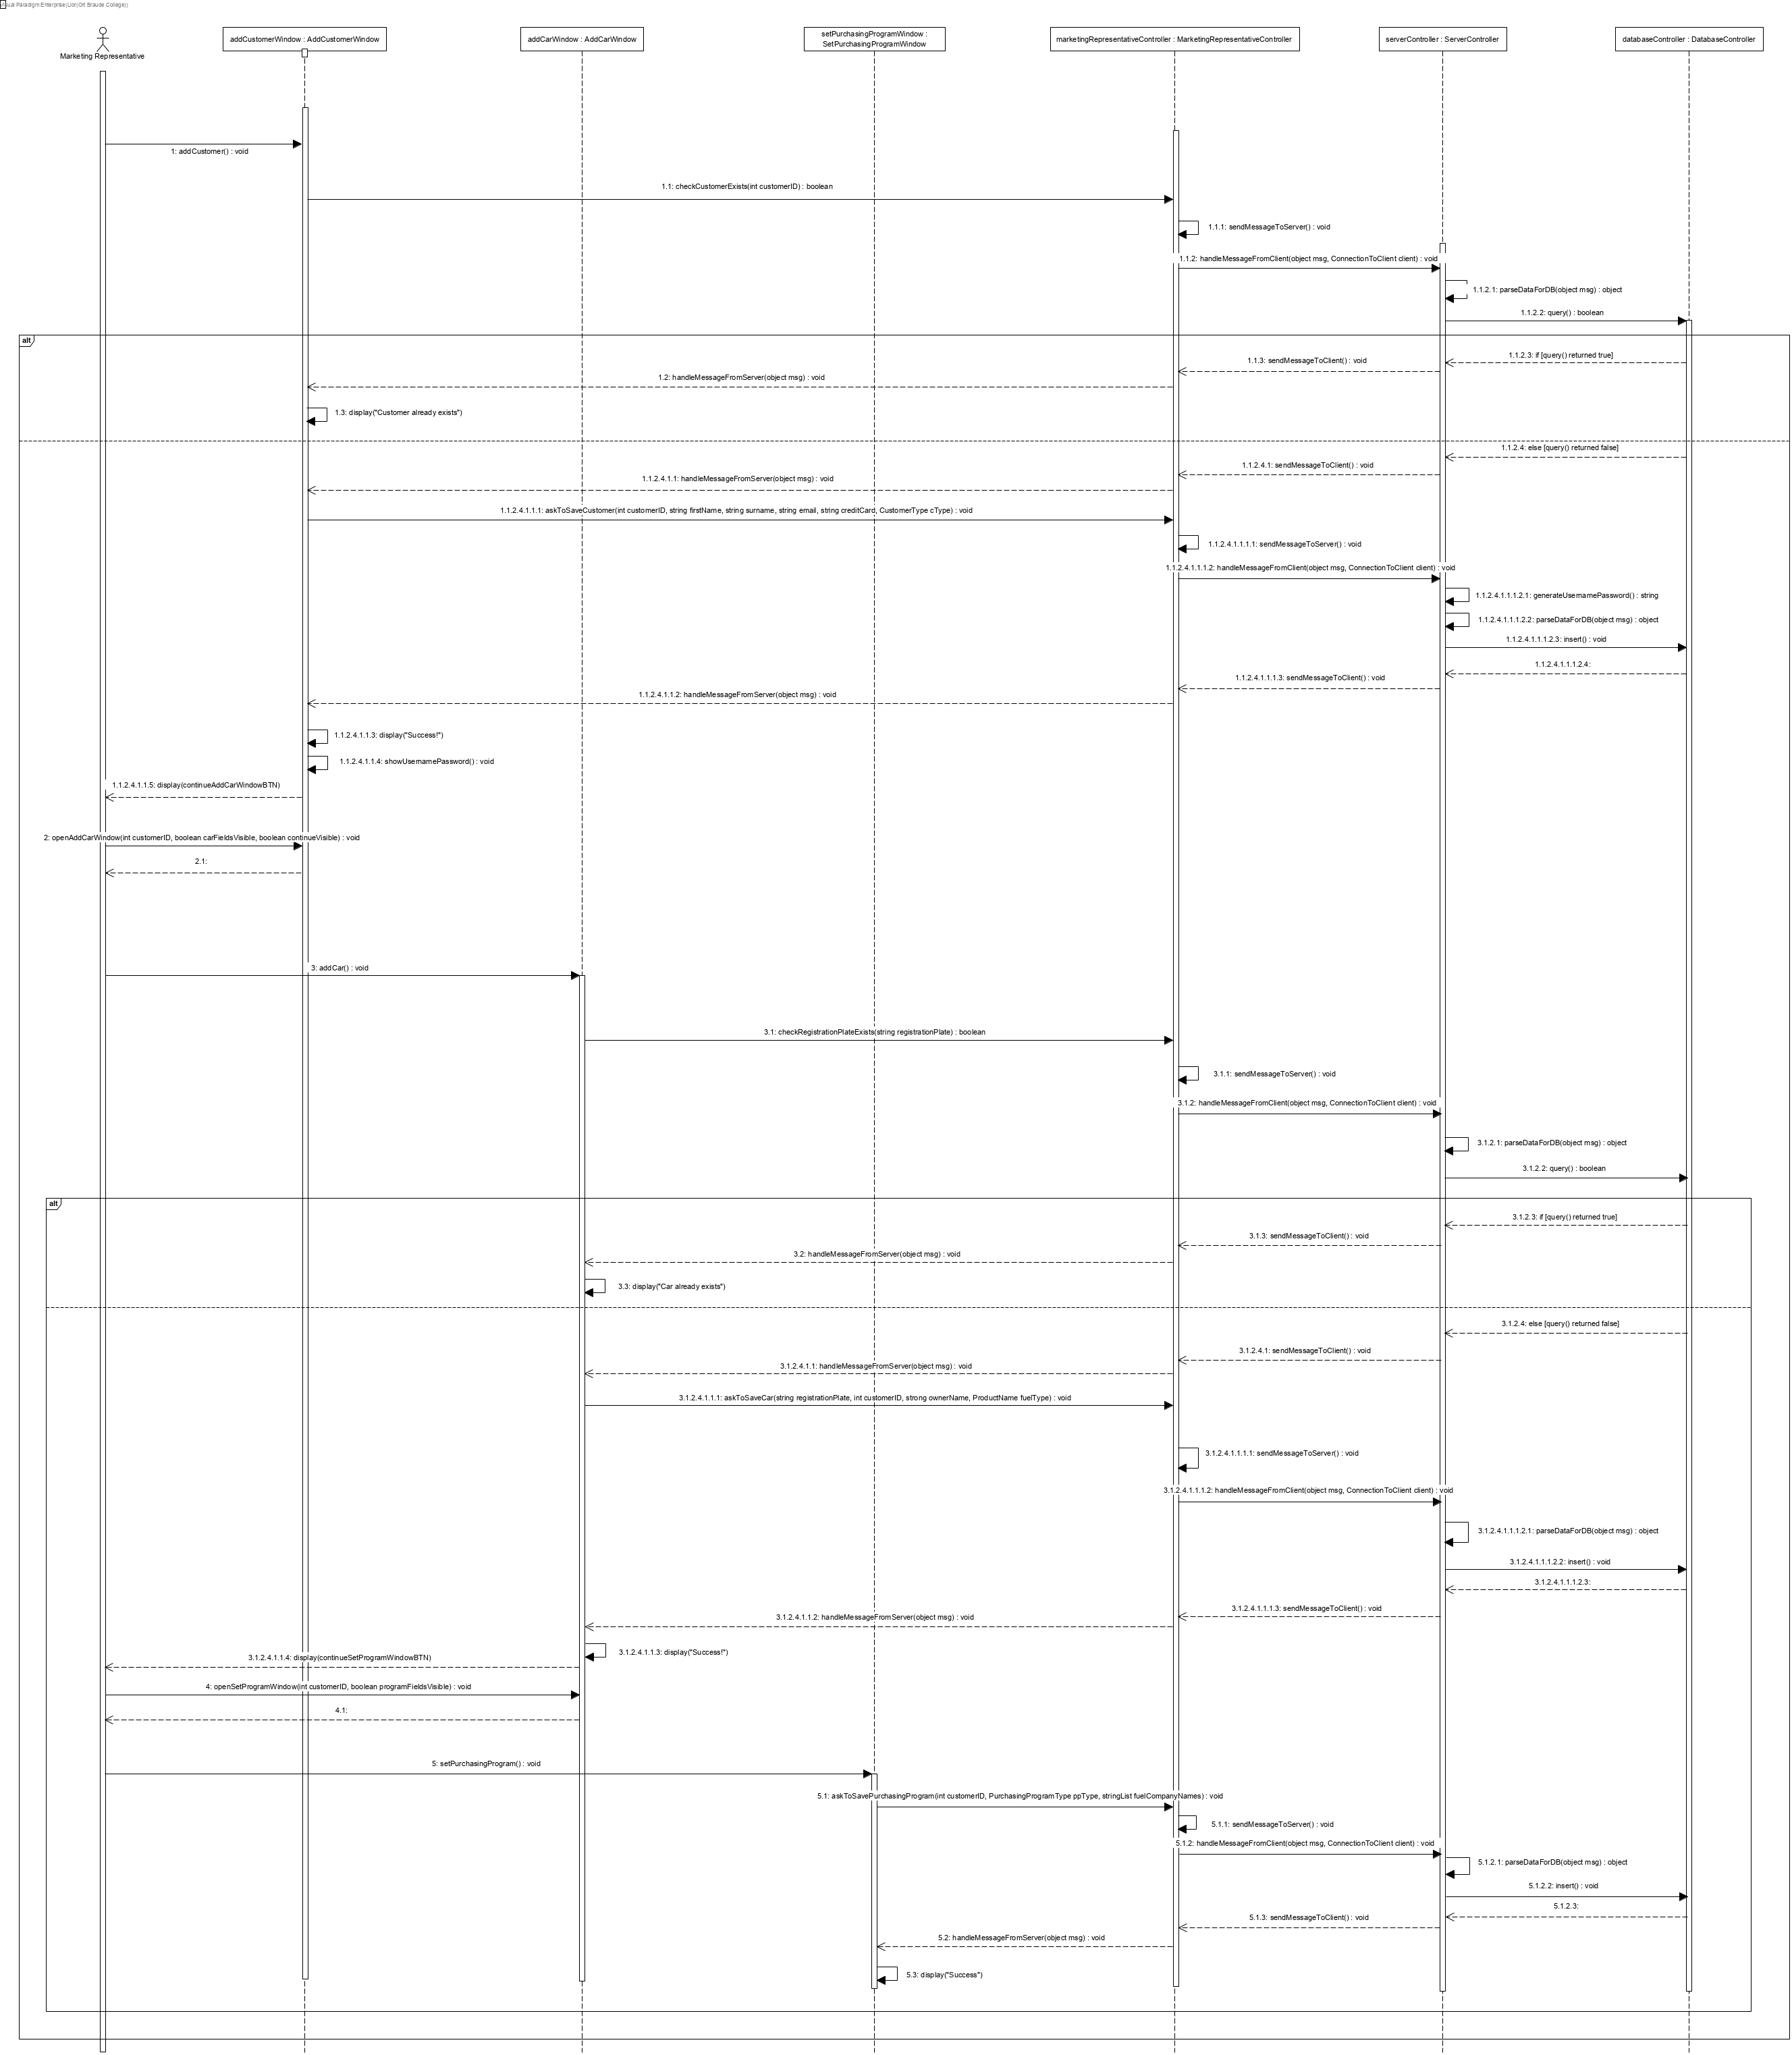 Visual Paradigm Enterprise(Lior(Ort Braude College))
Marketing Representative
addCustomerWindow : AddCustomerWindow
addCarWindow : AddCarWindow
setPurchasingProgramWindow :
SetPurchasingProgramWindow
marketingRepresentativeController : MarketingRepresentativeController
serverController : ServerController
databaseController : DatabaseController
1: addCustomer() : void
1.1: checkCustomerExists(int customerID) : boolean
1.1.1: sendMessageToServer() : void
1.1.2: handleMessageFromClient(object msg, ConnectionToClient client) : void
1.1.2.1: parseDataForDB(object msg) : object
1.1.2.2: query() : boolean
alt
1.1.2.3: if [query() returned true]
1.1.3: sendMessageToClient() : void
1.2: handleMessageFromServer(object msg) : void
1.3: display("Customer already exists")
1.1.2.4: else [query() returned false]
1.1.2.4.1: sendMessageToClient() : void
1.1.2.4.1.1: handleMessageFromServer(object msg) : void
1.1.2.4.1.1.1: askToSaveCustomer(int customerID, string firstName, string surname, string email, string creditCard, CustomerType cType) : void
1.1.2.4.1.1.1.1: sendMessageToServer() : void
1.1.2.4.1.1.1.2: handleMessageFromClient(object msg, ConnectionToClient client) : void
1.1.2.4.1.1.1.2.1: generateUsernamePassword() : string
1.1.2.4.1.1.1.2.2: parseDataForDB(object msg) : object
1.1.2.4.1.1.1.2.3: insert() : void
1.1.2.4.1.1.1.2.4:
1.1.2.4.1.1.1.3: sendMessageToClient() : void
1.1.2.4.1.1.2: handleMessageFromServer(object msg) : void
1.1.2.4.1.1.3: display("Success!")
1.1.2.4.1.1.4: showUsernamePassword() : void
1.1.2.4.1.1.5: display(continueAddCarWindowBTN)
2: openAddCarWindow(int customerID, boolean carFieldsVisible, boolean continueVisible) : void
2.1:
3: addCar() : void
3.1: checkRegistrationPlateExists(string registrationPlate) : boolean
3.1.1: sendMessageToServer() : void
3.1.2: handleMessageFromClient(object msg, ConnectionToClient client) : void
3.1.2.1: parseDataForDB(object msg) : object
3.1.2.2: query() : boolean
alt
3.1.2.3: if [query() returned true]
3.1.3: sendMessageToClient() : void
3.2: handleMessageFromServer(object msg) : void
3.3: display("Car already exists")
3.1.2.4: else [query() returned false]
3.1.2.4.1: sendMessageToClient() : void
3.1.2.4.1.1: handleMessageFromServer(object msg) : void
3.1.2.4.1.1.1: askToSaveCar(string registrationPlate, int customerID, strong ownerName, ProductName fuelType) : void
3.1.2.4.1.1.1.1: sendMessageToServer() : void
3.1.2.4.1.1.1.2: handleMessageFromClient(object msg, ConnectionToClient client) : void
3.1.2.4.1.1.1.2.1: parseDataForDB(object msg) : object
3.1.2.4.1.1.1.2.2: insert() : void
3.1.2.4.1.1.1.2.3:
3.1.2.4.1.1.1.3: sendMessageToClient() : void
3.1.2.4.1.1.2: handleMessageFromServer(object msg) : void
3.1.2.4.1.1.3: display("Success!")
3.1.2.4.1.1.4: display(continueSetProgramWindowBTN)
4: openSetProgramWindow(int customerID, boolean programFieldsVisible) : void
4.1:
5: setPurchasingProgram() : void
5.1: askToSavePurchasingProgram(int customerID, PurchasingProgramType ppType, stringList fuelCompanyNames) : void
5.1.1: sendMessageToServer() : void
5.1.2: handleMessageFromClient(object msg, ConnectionToClient client) : void
5.1.2.1: parseDataForDB(object msg) : object
5.1.2.2: insert() : void
5.1.2.3:
5.1.3: sendMessageToClient() : void
5.2: handleMessageFromServer(object msg) : void
5.3: display("Success")